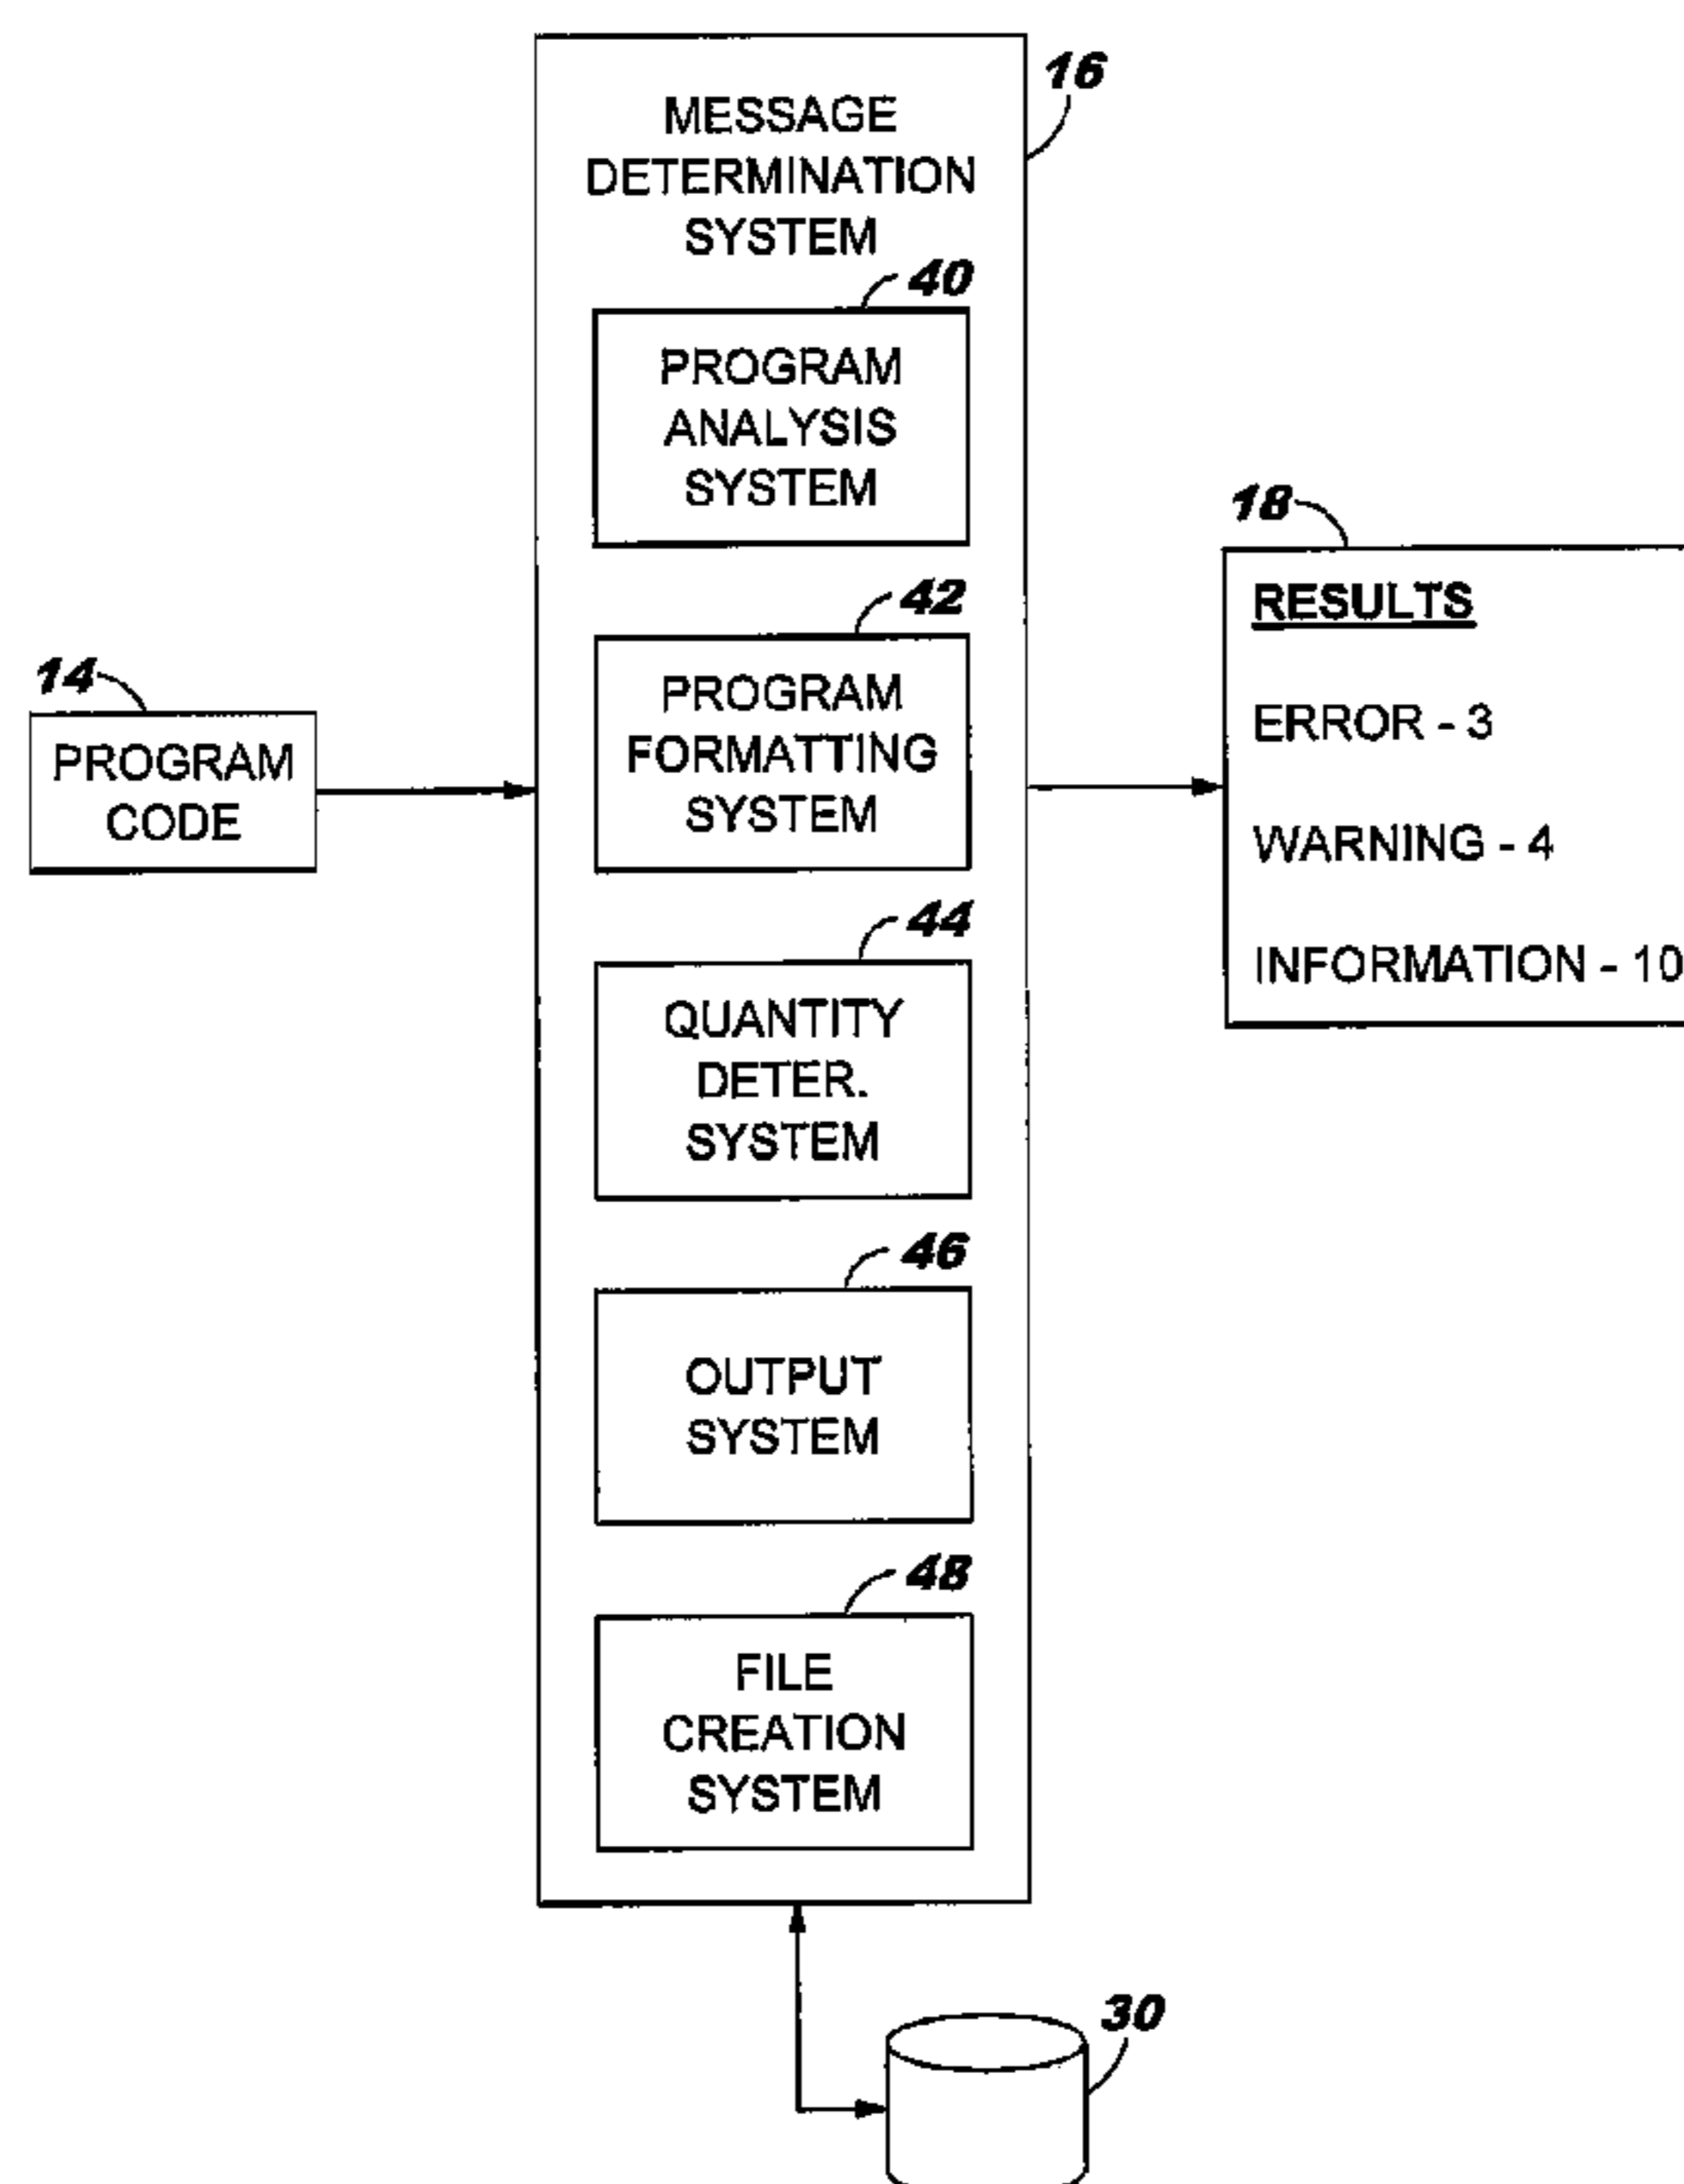 16
MESSAGE
DETERMINATION
SYSTEM
40
PROGRAM
ANALYSIS
SYSTEM
42
PROGRAM
FORMATTING
SYSTEM
44
QUANTITY
DETER.
SYSTEM
46
OUTPUT
SYSTEM
48
FILE
CREATION
SYSTEM
14
PROGRAM
CODE
18
RESULTS
ERROR - 3
WARNING - 4
INFORMATION - 10
30